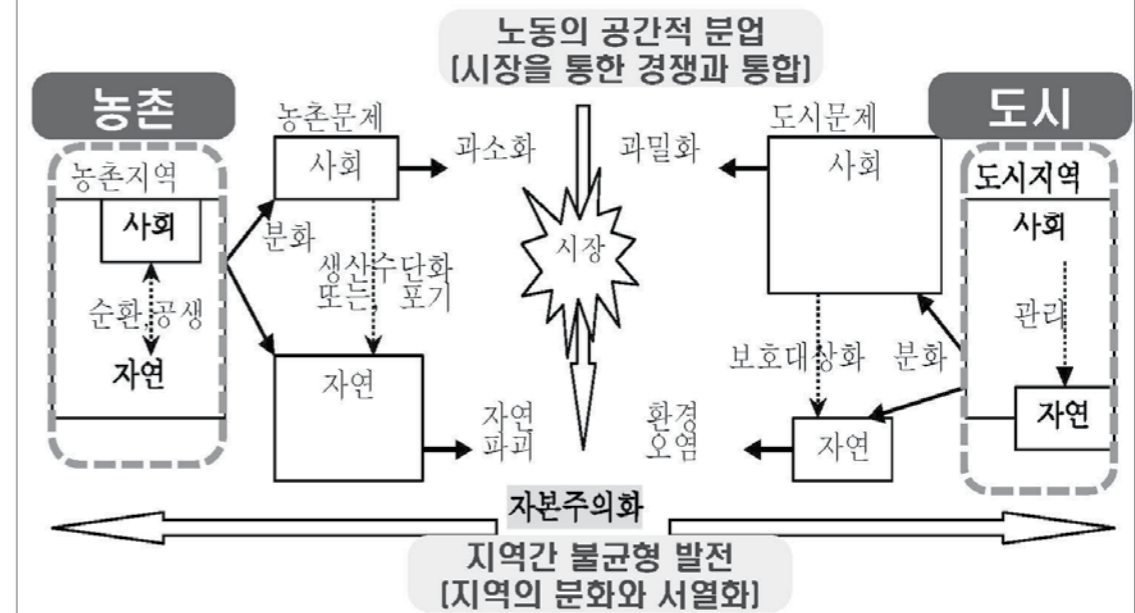 노동의 공간적 분업
(시장을 통한 경쟁과 통합)
농촌
도시
농촌문제
도시문제
농촌지역
사회
과소화
과밀화
사회
도시지역
사회
분화
시장
사회
생산수단화
또는, 포기
순환,공생
관리
자연
자연
보호대상화
분화
자연
파괴
환경
오염
자연
자연
자본주의화
지역간 불균형 발전
(지역의 분화와 서열화)